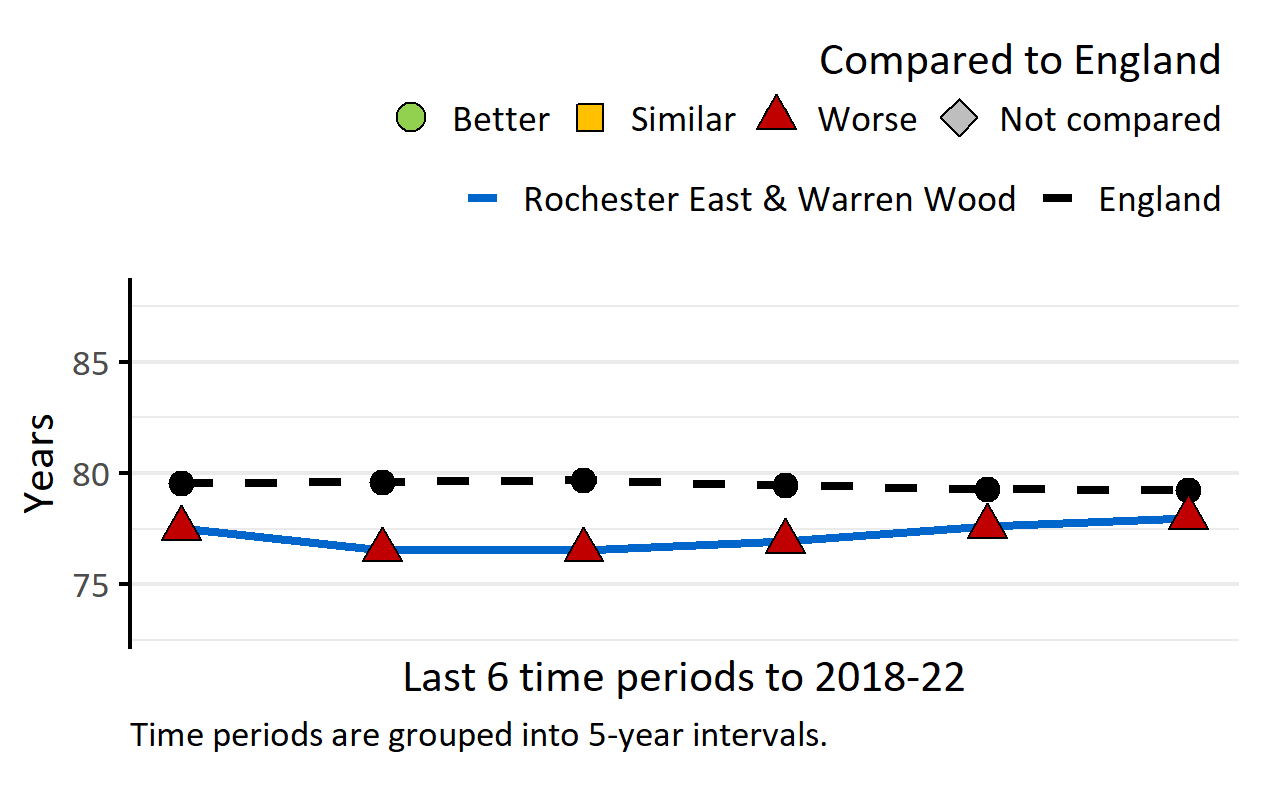 Compared to England
Better Similar Worse Not compared
Rochester East & Warren Wood England
85
80
75
Years
Last 6 time periods to 2018-22
Time periods are grouped into 5-year intervals.